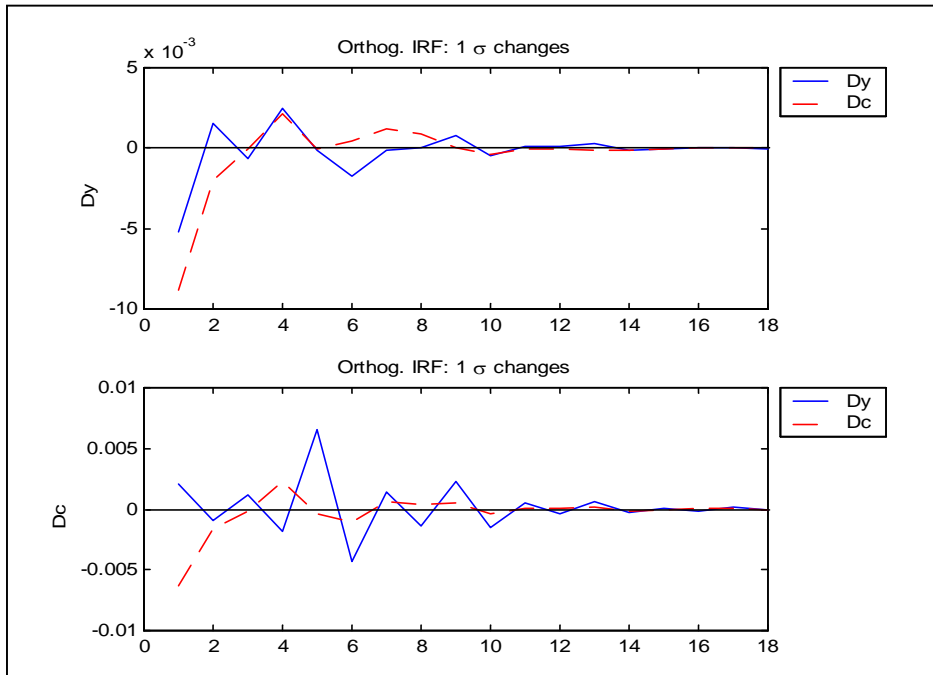 Orthog. IRF: 1 σ changes
x 10-3
5
0
-5
-10
Dy
0 2 4 6 8 10 12 14 16 18
Dy
Dc
Orthog. IRF: 1 σ changes
0.01
0.005
0
-0.005
-0.01
Dc
0 2 4 6 8 10 12 14 16 18
Dy
Dc